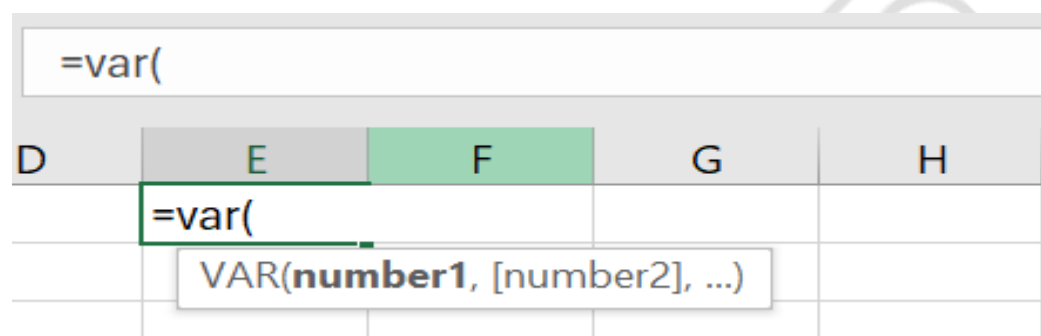 =var(
D E F G H
=var(
VAR(number1, [number2], ...)